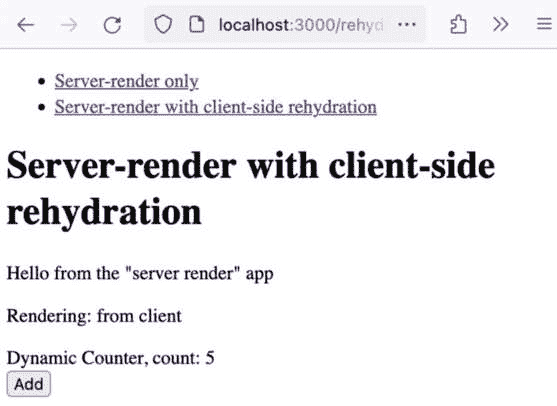 localhost:3000/rehyd
Server-render only
Server-render with client-side rehydration
Server-render with client-side
rehydration
Hello from the "server render" app
Rendering: from client
Dynamic Counter, count: 5
Add